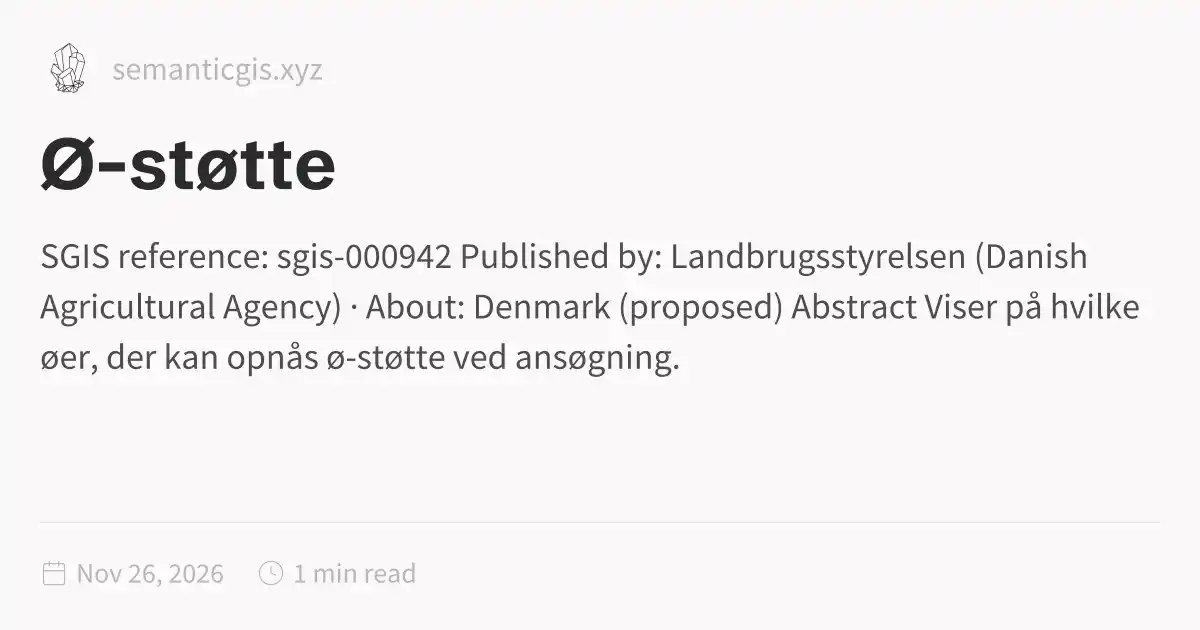 semanticgis.xyz
Ø-støtte
SGIS reference: sgis-000942 Published by: Landbrugsstyrelsen (Danish
Agricultural Agency) · About: Denmark (proposed) Abstract Viser på hvilke
øer, der kan opnås ø-støtte ved ansøgning.
Nov 26, 2026 1 min read